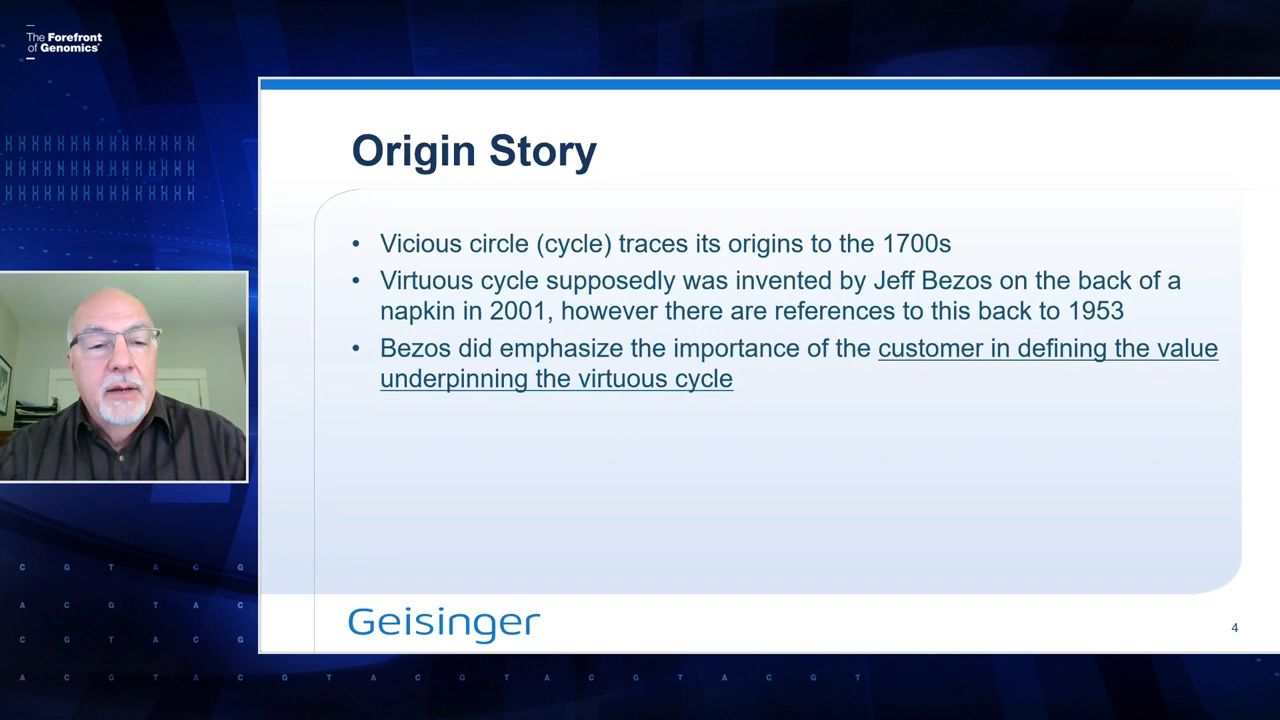 The Forefront
of Genomics®
Origin Story
• Vicious circle (cycle) traces its origins to the 1700s
• Virtuous cycle supposedly was invented by Jeff Bezos on the back of a
napkin in 2001, however there are references to this back to 1953
• Bezos did emphasize the importance of the customer in defining the value
underpinning the virtuous cycle
Geisinger
4
C G T A C G
A C G T A C
C G T A C G
A C G T A C G T A C G T A C G T A C G T